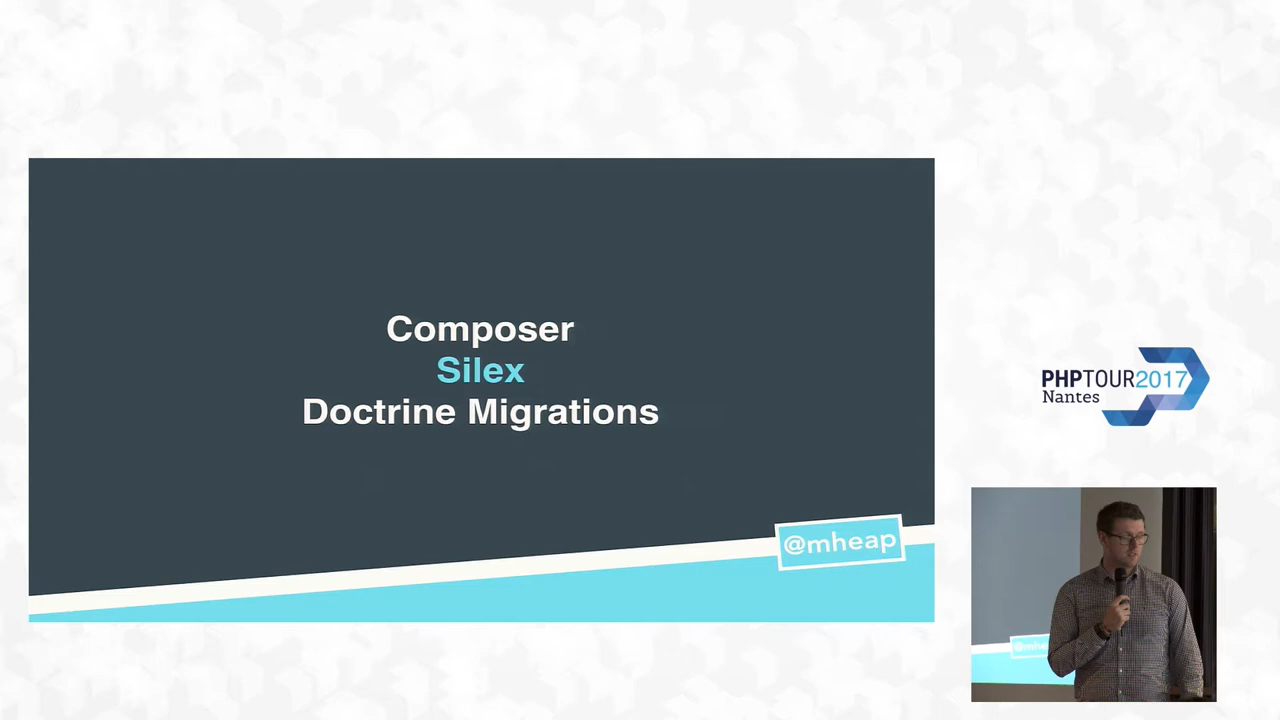 Composer
Silex
Doctrine Migrations
@mheap
PHPTOUR2017
Nantes